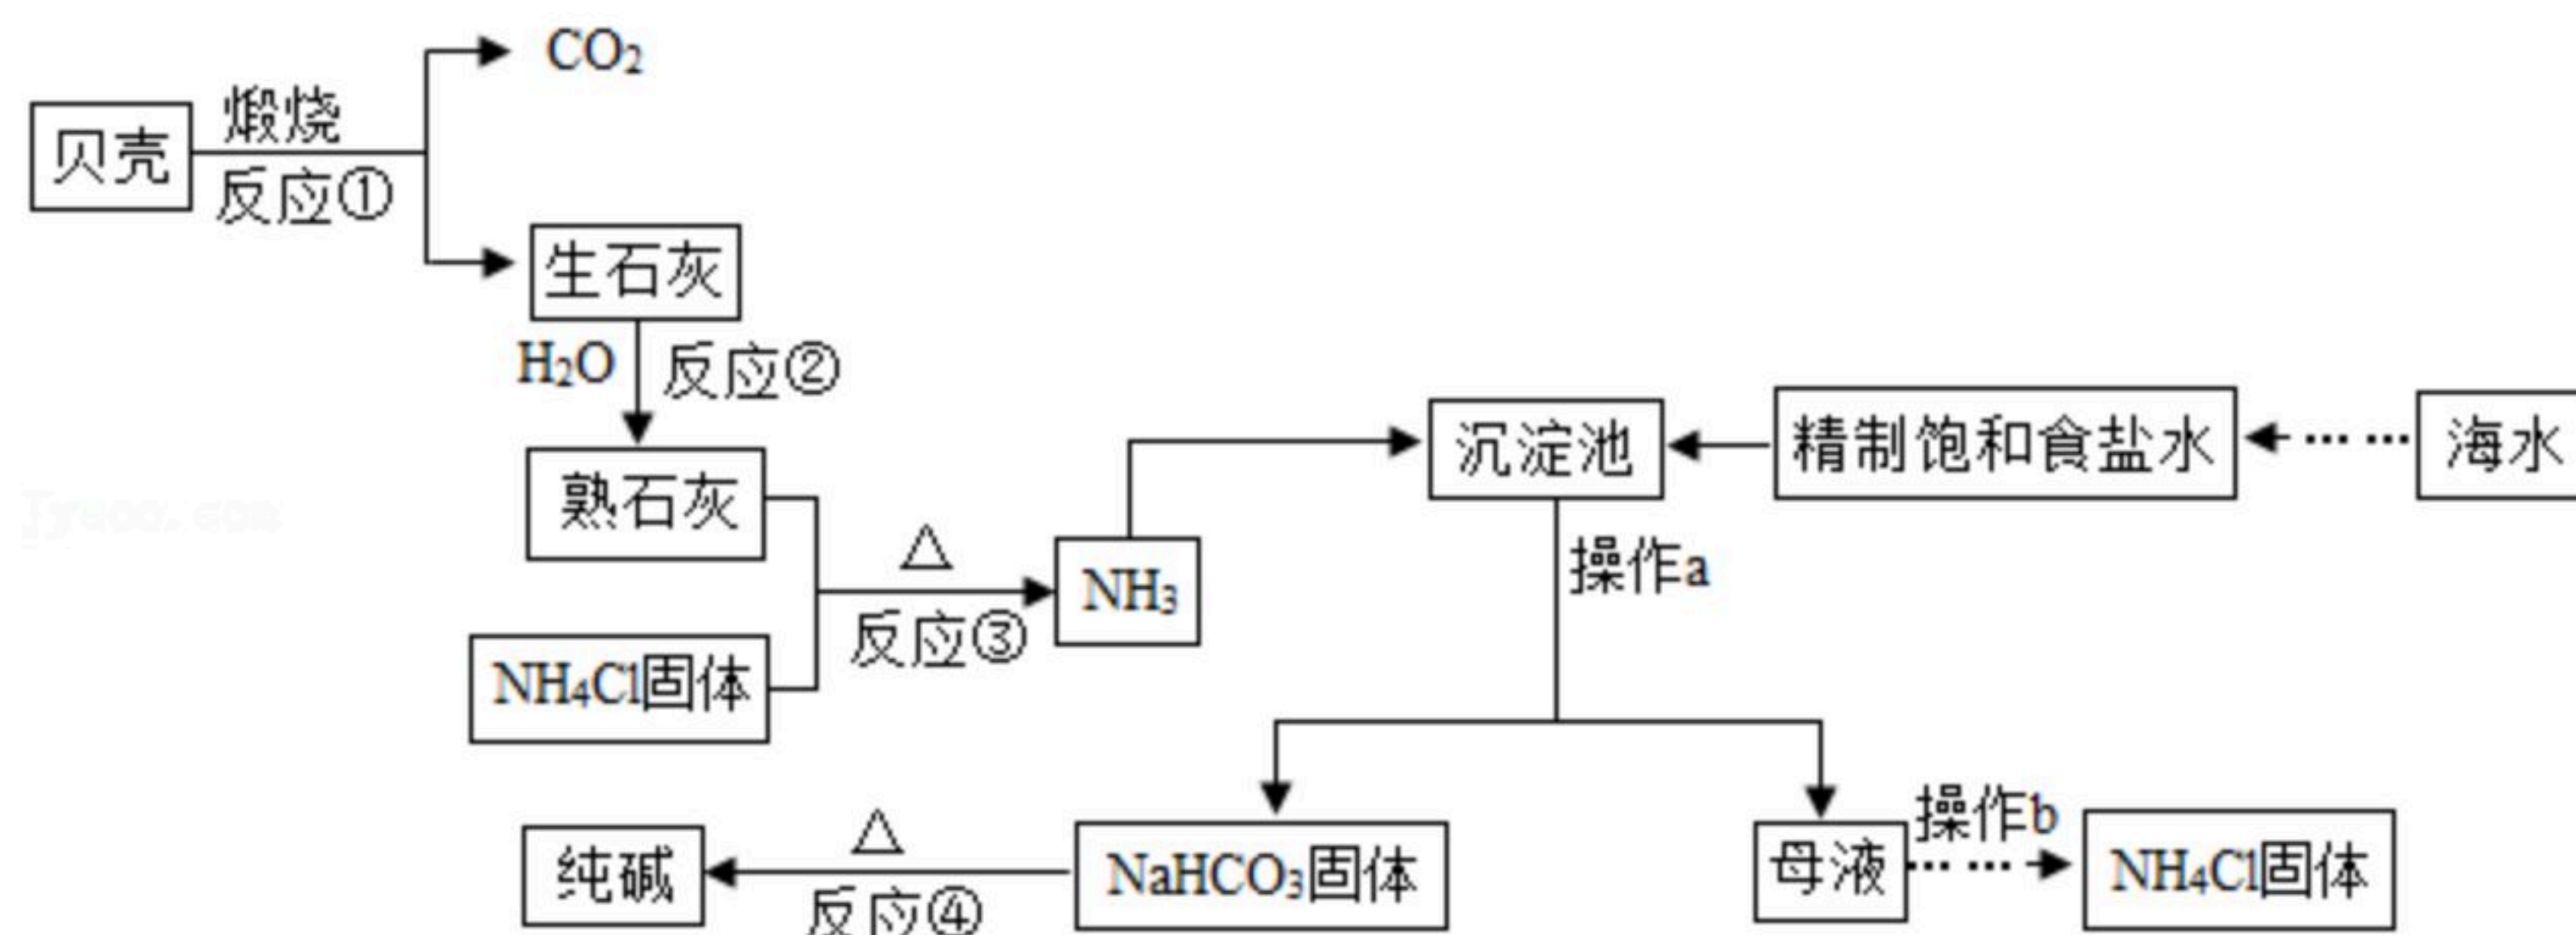 CO2
贝壳
煅烧
反应①
生石灰
H2O
反应②
熟石灰
NH4Cl固体
△
反应③
NH3
沉淀池
精制饱和食盐水
海水
操作a
NaHCO3固体
△
反应④
纯碱
母液
操作b
NH4Cl固体